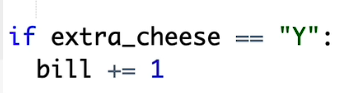 if extra_cheese == "Y":
  bill += 1